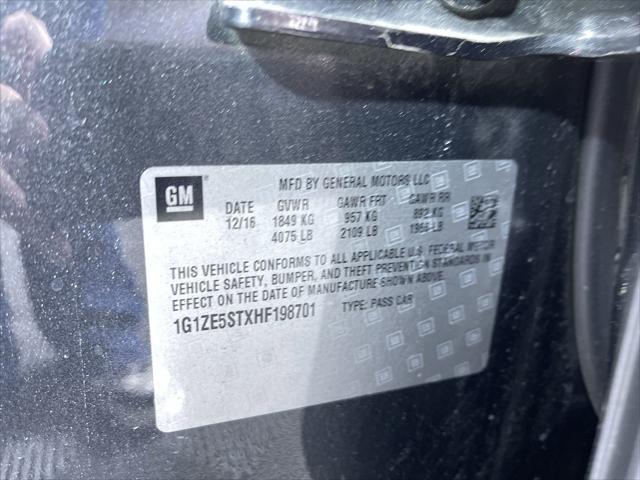 GM
MFD BY GENERAL MOTORS LLC
DATE GVWR GAWR FRT GAWR RR
12/16 1849 KG 957 KG 892 KG
4075 LB 2109 LB 1966 LB
THIS VEHICLE CONFORMS TO ALL APPLICABLE U.S. FEDERAL MOTOR
VEHICLE SAFETY, BUMPER, AND THEFT PREVENTION STANDARDS IN
EFFECT ON THE DATE OF MANUFACTURE SHOWN ABOVE.
1G1ZE5STXHF198701 TYPE: PASS CAR